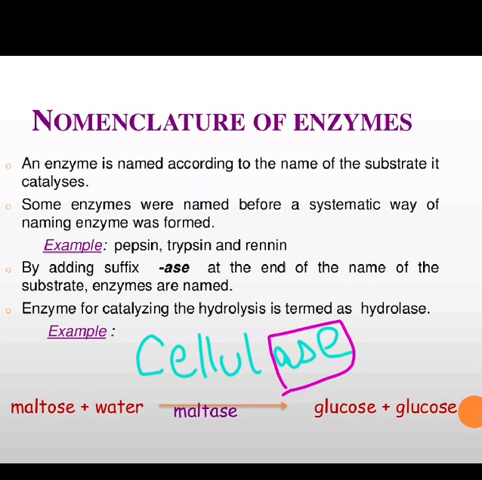 NOMENCLATURE OF ENZYMES
An enzyme is named according to the name of the substrate it
catalyses.
Some enzymes were named before a systematic way of
naming enzyme was formed.
Example: pepsin, trypsin and rennin
By adding suffix -ase at the end of the name of the
substrate, enzymes are named.
Enzyme for catalyzing the hydrolysis is termed as hydrolase.
Example :
Cellulase
maltose + water maltase glucose + glucose